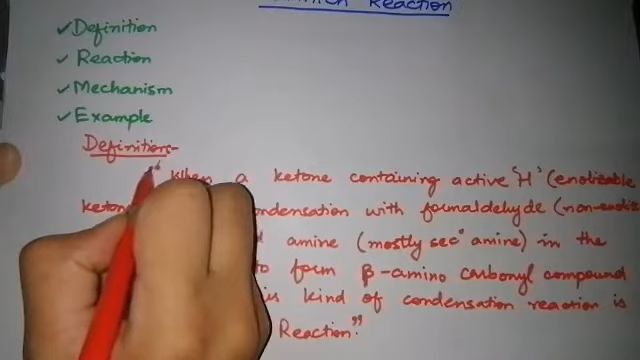 Reaction
✓ Definition
✓ Reaction
✓ Mechanism
✓ Example
Definition:-
"When a ketone containing active 'H' (enolizable
condensation with formaldehyde (non-
amine (mostly sec° amine) in the
to form β-amino carbonyl compound
kind of condensation reaction is
Reaction."